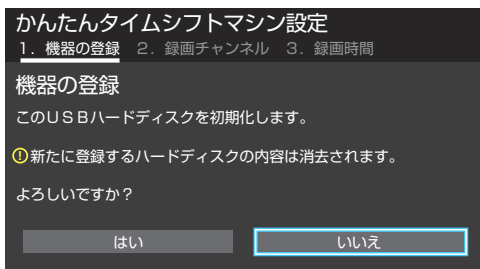 かんたんタイムシフトマシン設定
1．機器の登録 2．録画チャンネル 3．録画時間
機器の登録
このＵＳＢハードディスクを初期化します。
!新たに登録するハードディスクの内容は消去されます。
よろしいですか？
はい いいえ